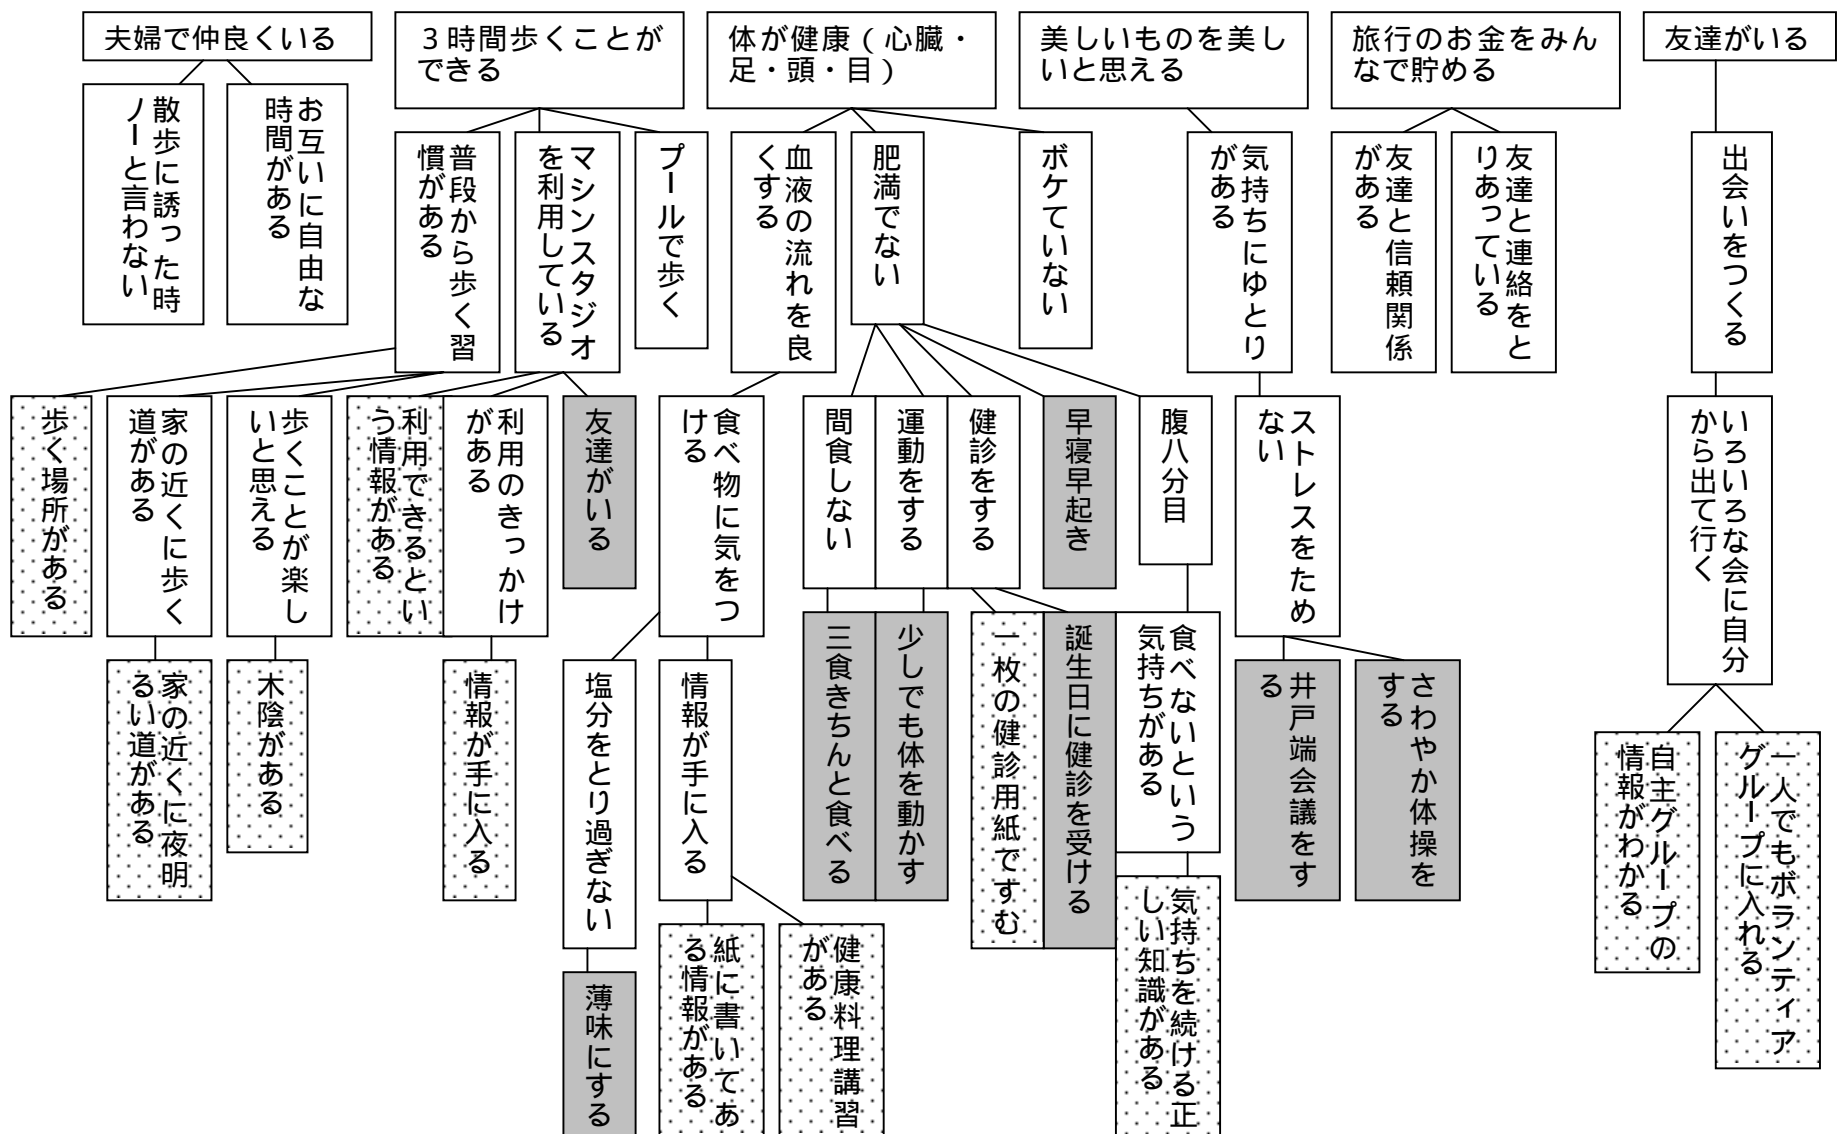 夫婦で仲良くいる
３時間歩くことが
できる
体が健康（心臓・
足・頭・目）
美しいものを美し
いと思える
旅行のお金をみん
なで貯める
友達がいる
散歩に誘った時
ノーと言わない
お互いに自由な
時間がある
普段から歩く習
慣がある
マシンスタジオ
を利用している
プールで歩く
血液の流れを良
くする
肥満でない
ボケていない
気持ちにゆとり
がある
友達と信頼関係
がある
友達と連絡をと
りあっている
出会いをつくる
歩く場所がある
家の近くに歩く
道がある
歩くことが楽し
いと思える
利用できるとい
う情報がある
利用のきっかけ
がある
友達がいる
食べ物に気をつ
ける
間食しない
運動をする
健診をする
早寝早起き
腹八分目
ストレスをため
ない
いろいろな会に自分
から出て行く
家の近くに夜明
るい道がある
木陰がある
情報が手に入る
塩分をとり過ぎない
情報が手に入る
三食きちんと食べる
少しでも体を動かす
一枚の健診用紙ですむ
誕生日に健診を受ける
食べないという
気持ちがある
井戸端会議をす
る
さわやか体操を
する
自主グループの
情報がわかる
一人でもボランティア
グループに入れる
薄味にする
紙に書いてあ
る情報がある
健康料理講習
がある
気持ちを続ける正
しい知識がある